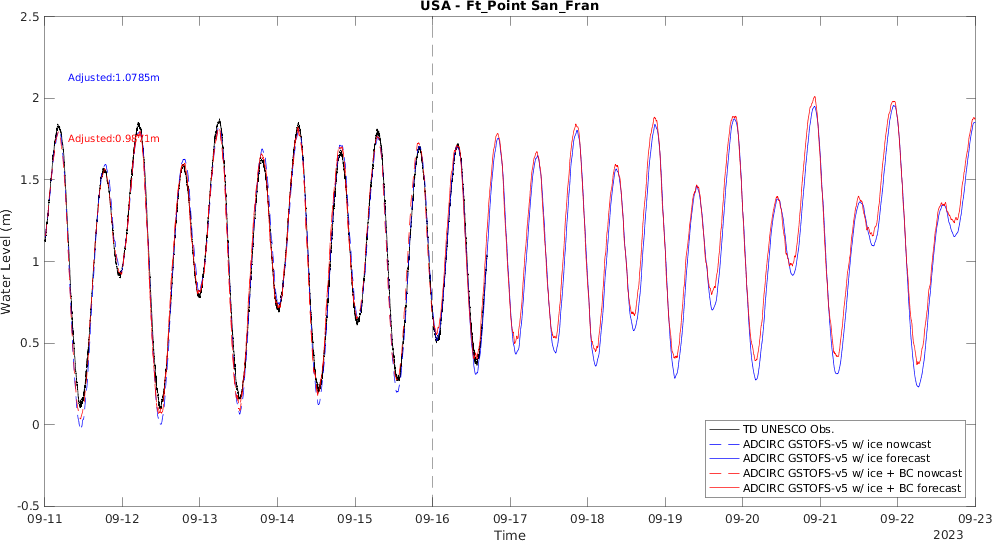 USA - Ft_Point San_Fran
2.5
2
1.5
1
0.5
0
-0.5
Water Level (m)
Adjusted:1.0785m
TD UNESCO Obs.
ADCIRC GSTOFS-v5 w/ ice nowcast
ADCIRC GSTOFS-v5 w/ ice forecast
ADCIRC GSTOFS-v5 w/ ice + BC nowcast
ADCIRC GSTOFS-v5 w/ ice + BC forecast
09-11 09-12 09-13 09-14 09-15 09-16 09-17 09-18 09-19 09-20 09-21 09-22 09-23
Time
2023